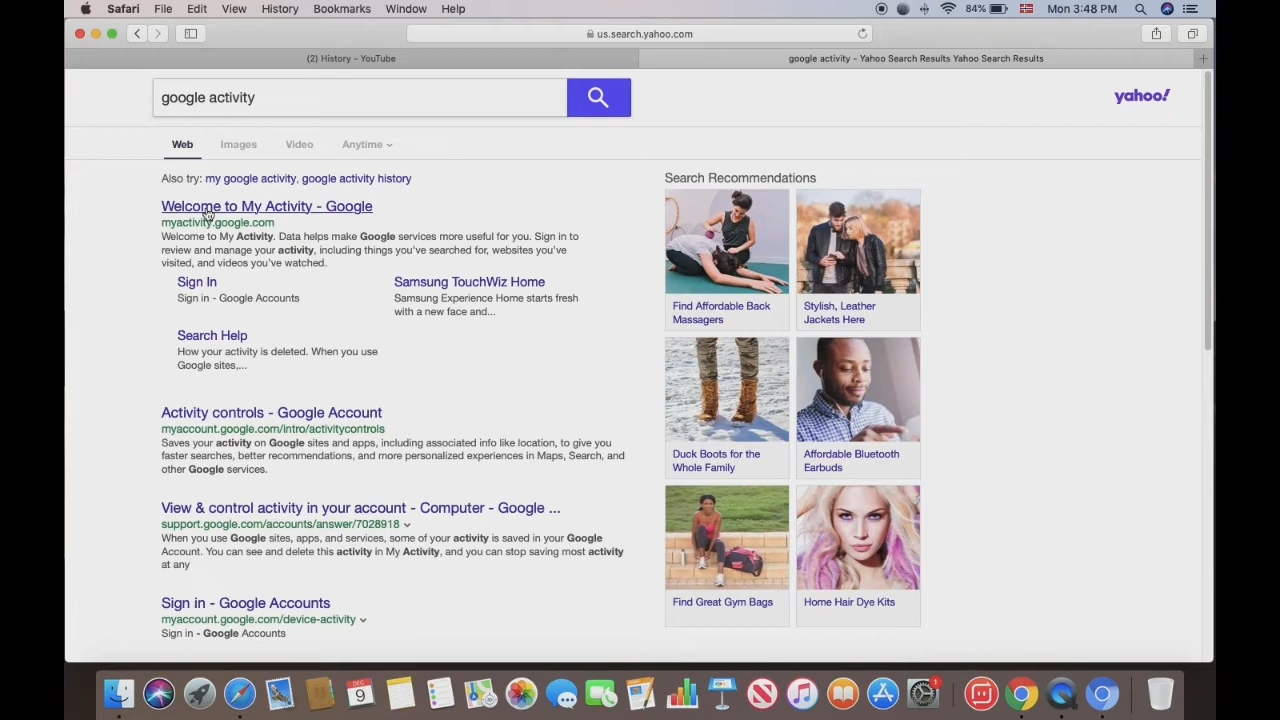 Safari File Edit View History Bookmarks Window Help 84% Mon 3:48 PM
us.search.yahoo.com
(2) History - YouTube
google activity - Yahoo Search Results Yahoo Search Results
google activity
yahoo!
Web Images Video Anytime
Also try: my google activity, google activity history
Welcome to My Activity - Google
myactivity.google.com
Welcome to My Activity. Data helps make Google services more useful for you. Sign in to
review and manage your activity, including things you've searched for, websites you've
visited, and videos you've watched.
Sign In
Sign in - Google Accounts
Samsung TouchWiz Home
Samsung Experience Home starts fresh
with a new face and...
Search Help
How your activity is deleted. When you use
Google sites,...
Activity controls - Google Account
myaccount.google.com/intro/activitycontrols
Saves your activity on Google sites and apps, including associated info like location, to give you
faster searches, better recommendations, and more personalized experiences in Maps, Search, and
other Google services.
View & control activity in your account - Computer - Google ...
support.google.com/accounts/answer/7028918
When you use Google sites, apps, and services, some of your activity is saved in your Google
Account. You can see and delete this activity in My Activity, and you can stop saving most activity
at any
Sign in - Google Accounts
myaccount.google.com/device-activity
Sign in - Google Accounts
Search Recommendations
Find Affordable Back
Massagers
Stylish, Leather
Jackets Here
Duck Boots for the
Whole Family
Affordable Bluetooth
Earbuds
Find Great Gym Bags
Home Hair Dye Kits
DEC
9
1